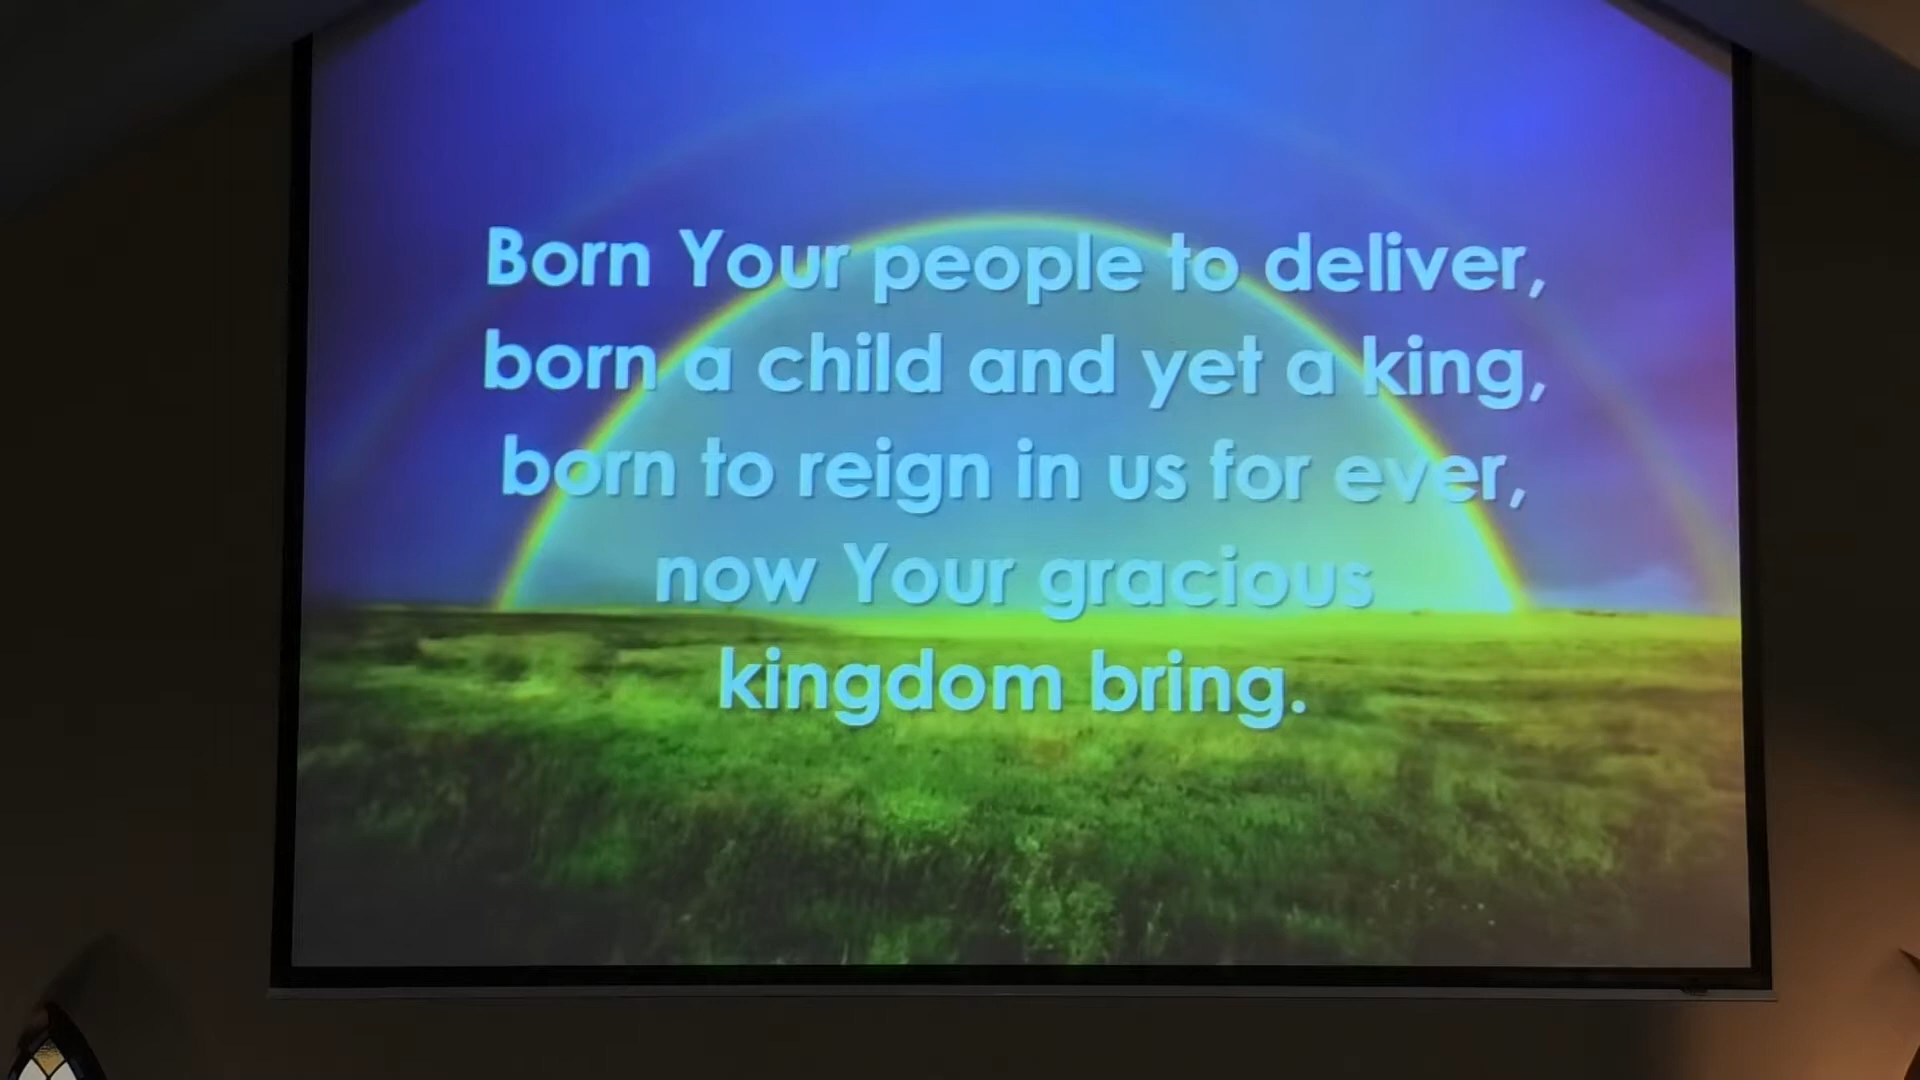 Born Your people to deliver,
born a child and yet a king,
born to reign in us for ever,
now Your gracious
kingdom bring.